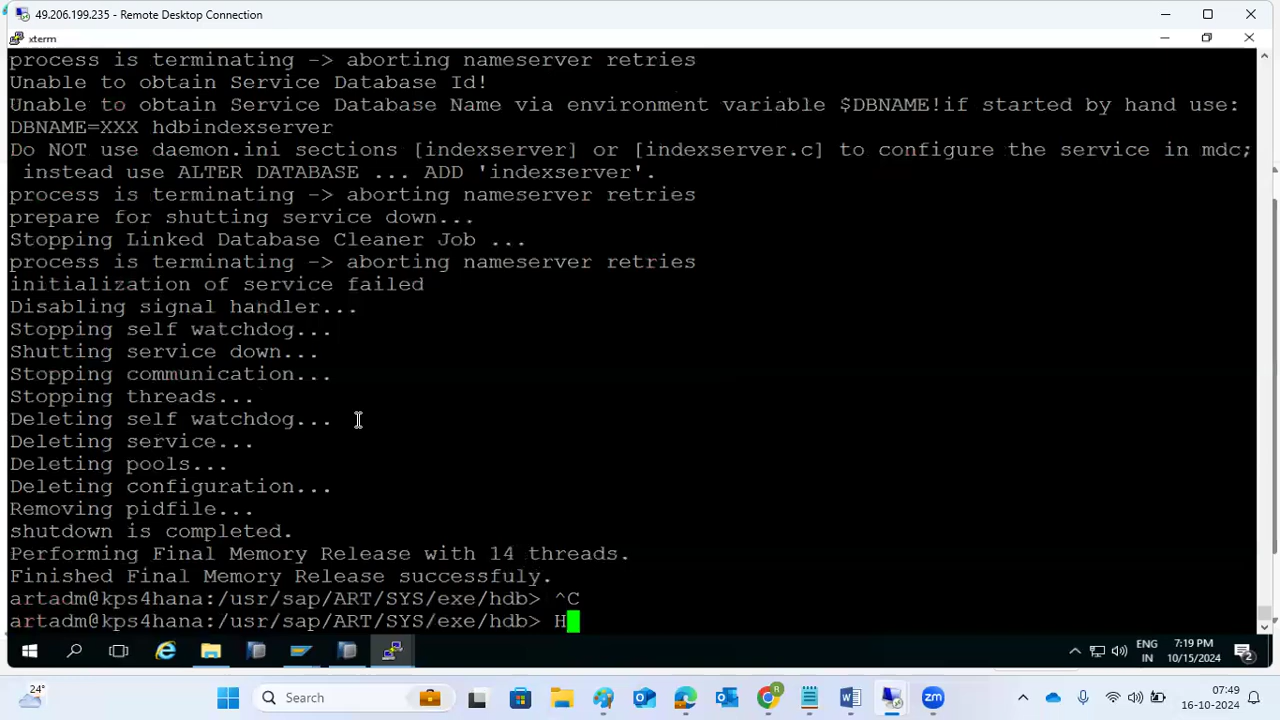 49.206.199.235 - Remote Desktop Connection
xterm
process is terminating -> aborting nameserver retries
Unable to obtain Service Database Id!
Unable to obtain Service Database Name via environment variable $DBNAME!if started by hand use:
DBNAME=XXX hdbindexserver
Do NOT use daemon.ini sections [indexserver] or [indexserver.c] to configure the service in mdc;
 instead use ALTER DATABASE ... ADD 'indexserver'.
process is terminating -> aborting nameserver retries
prepare for shutting service down...
Stopping Linked Database Cleaner Job ...
process is terminating -> aborting nameserver retries
initialization of service failed
Disabling signal handler...
Stopping self watchdog...
Shutting service down...
Stopping communication...
Stopping threads...
Deleting self watchdog...
Deleting service...
Deleting pools...
Deleting configuration...
Removing pidfile...
shutdown is completed.
Performing Final Memory Release with 14 threads.
Finished Final Memory Release successfuly.
artadm@kps4hana:/usr/sap/ART/SYS/exe/hdb> ^C
artadm@kps4hana:/usr/sap/ART/SYS/exe/hdb> H
ENG
IN
7:19 PM
10/15/2024
2
24°
Search
07:43
16-10-2024